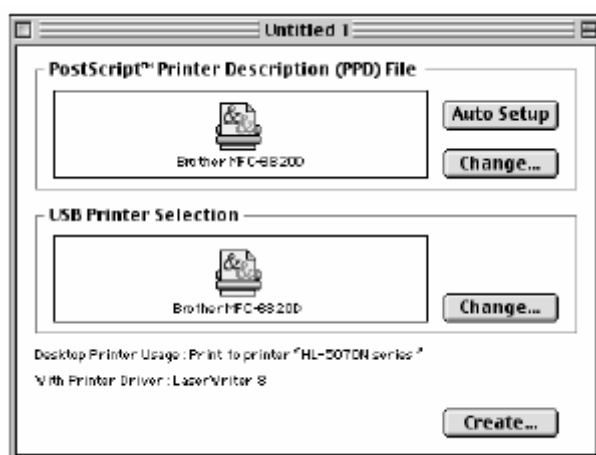 Untitled 1
PostScript™ Printer Description (PPD) File
Brother MFC-8820D
Auto Setup
Change...
USB Printer Selection
Brother MFC-8820D
Change...
Desktop Printer Usage : Print to printer “HL-5070N series”
With Printer Driver : LaserWriter 8
Create...